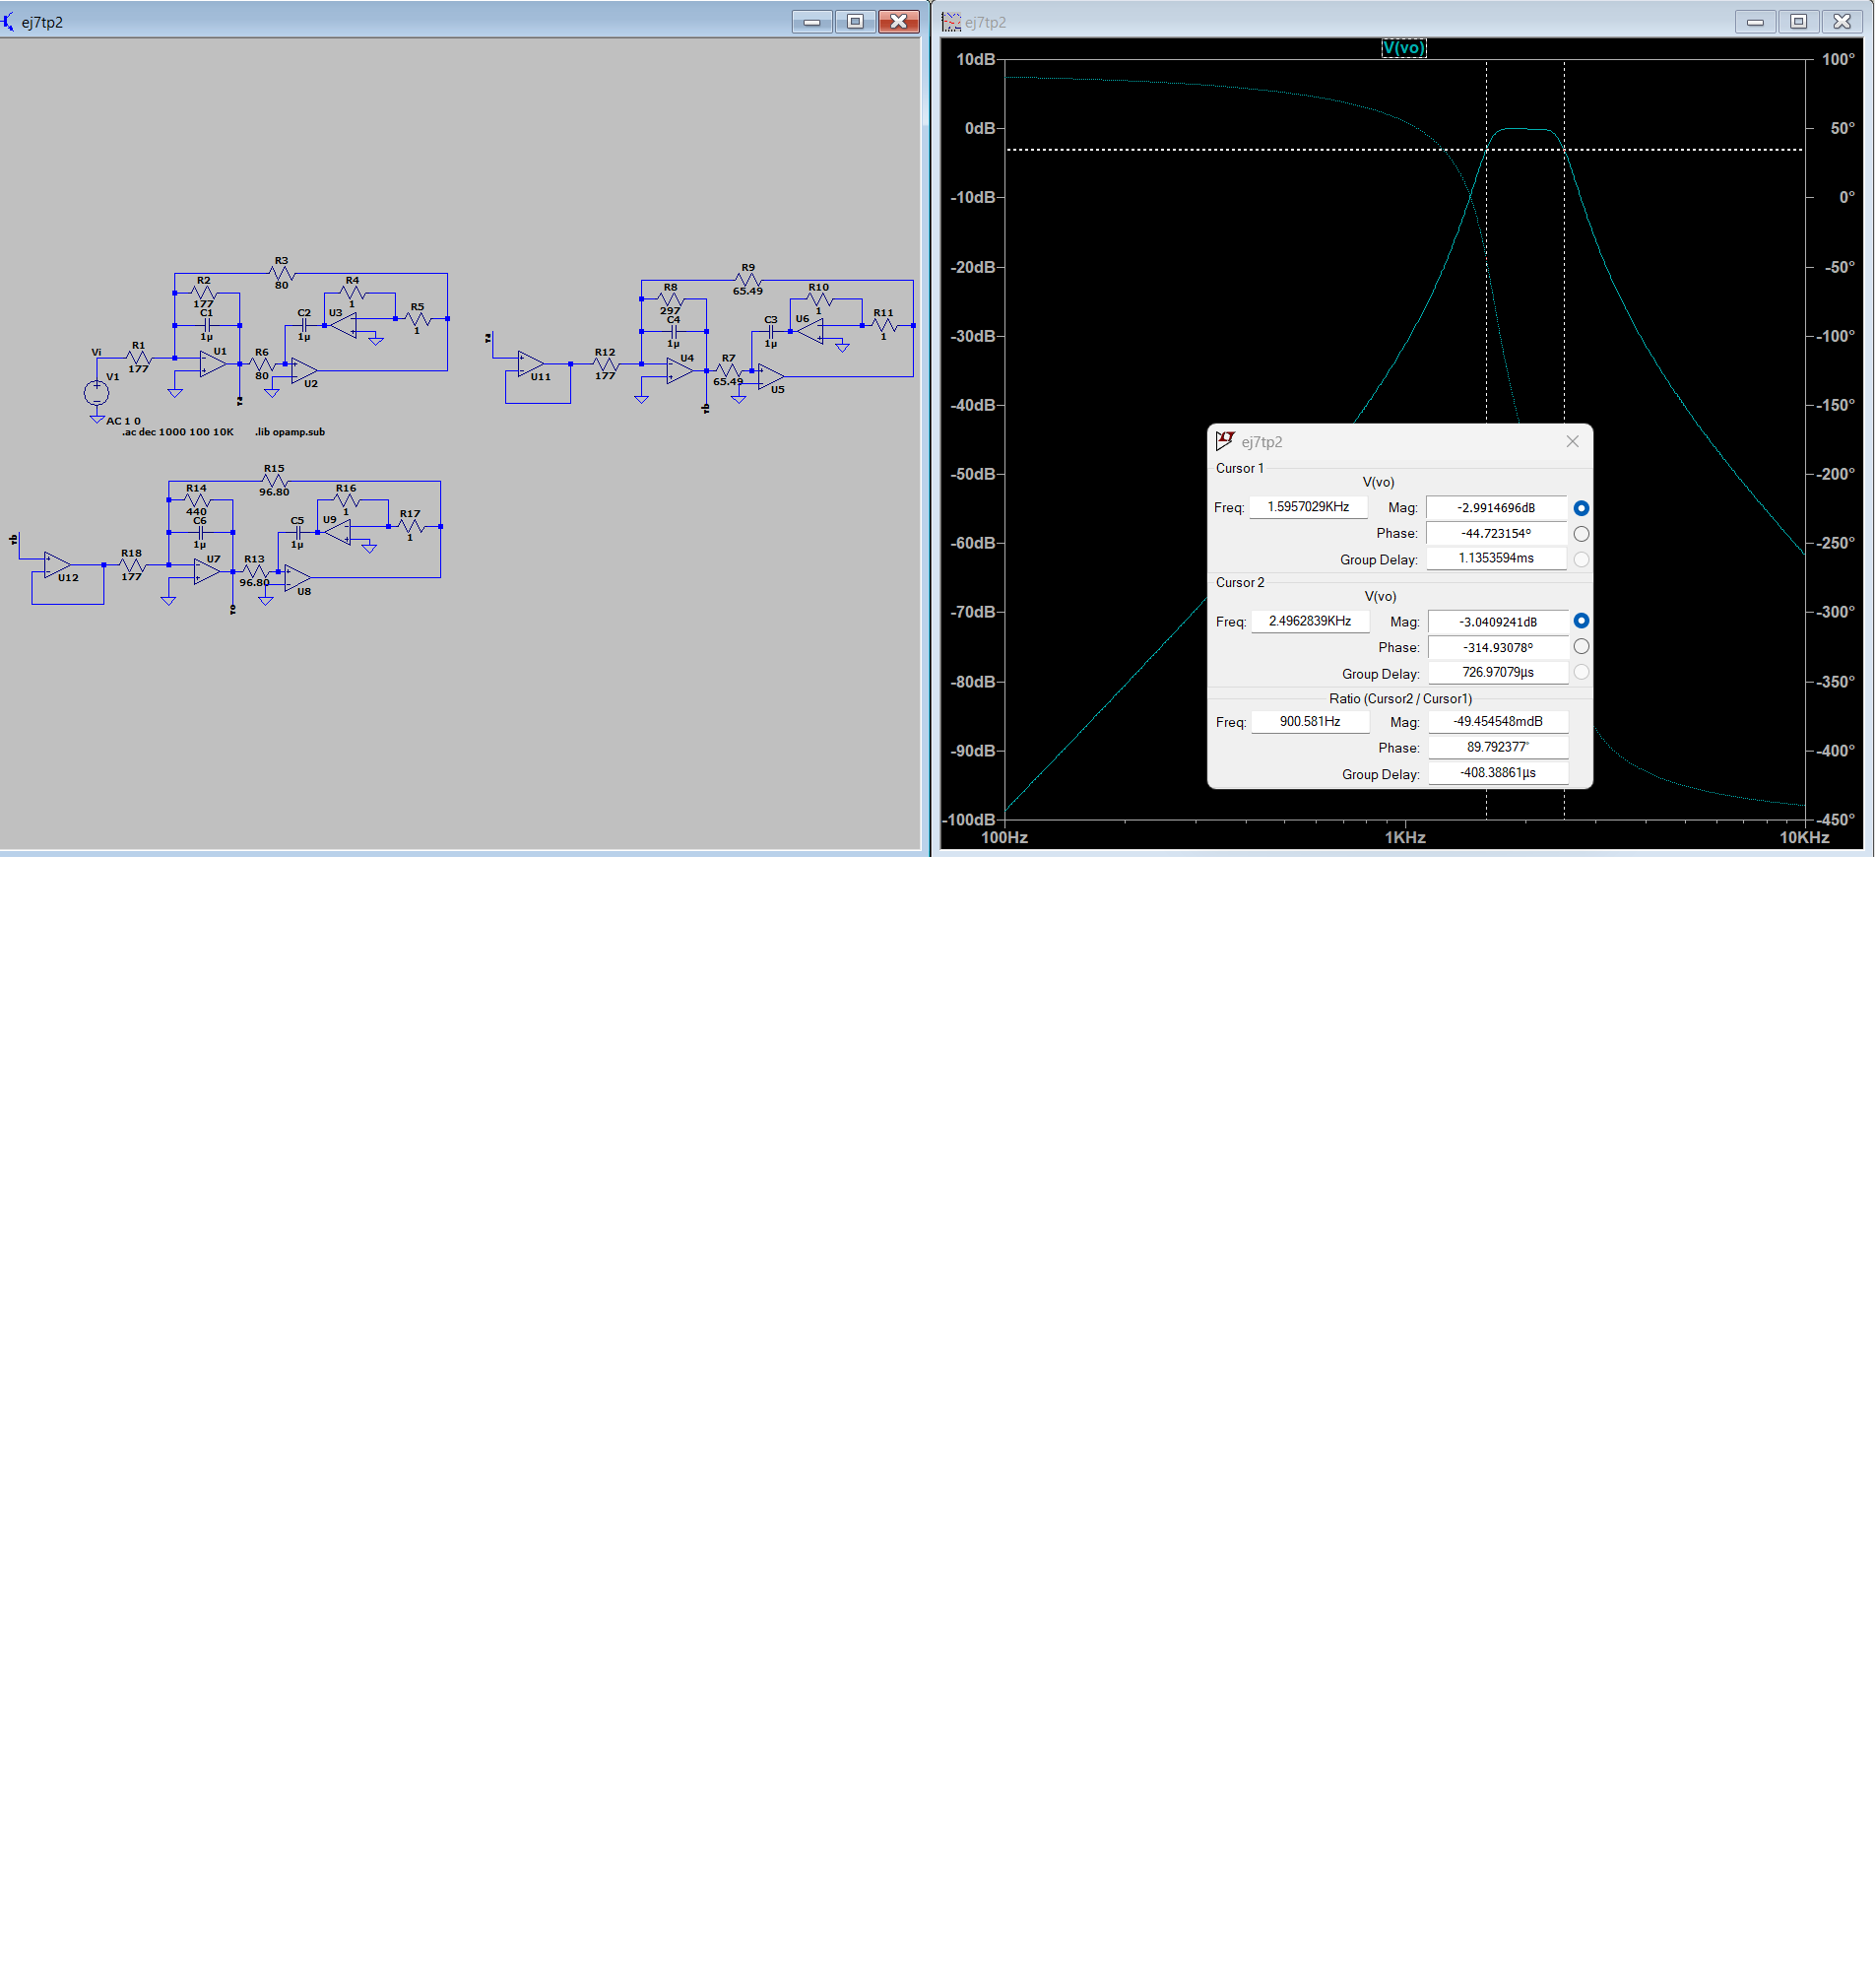 ej7tp2
R3
80
R2
177
C1
1µ
R4
1
C2
1µ
U3
R5
1
Vi
R1
177
U1
R6
80
U2
V1
va
AC 1 0
.ac dec 1000 100 10K
.lib opamp.sub
R9
65.49
R8
297
C4
1µ
R10
1
C3
1µ
U6
R11
1
va
U11
R12
177
U4
R7
65.49
U5
vb
R15
96.80
R14
440
C6
1µ
R16
1
C5
1µ
U9
R17
1
vb
U12
R18
177
U7
R13
96.80
U8
vo
ej7tp2
V(vo)
10dB
0dB
-10dB
-20dB
-30dB
-40dB
-50dB
-60dB
-70dB
-80dB
-90dB
-100dB
100°
50°
0°
-50°
-100°
-150°
-200°
-250°
-300°
-350°
-400°
-450°
100Hz
1KHz
10KHz
ej7tp2
Cursor 1
V(vo)
Freq: 1.5957029KHz Mag: -2.9914696dB
Phase: -44.723154°
Group Delay: 1.1353594ms
Cursor 2
V(vo)
Freq: 2.4962839KHz Mag: -3.0409241dB
Phase: -314.93078°
Group Delay: 726.97079µs
Ratio (Cursor2 / Cursor1)
Freq: 900.581Hz Mag: -49.454548mdB
Phase: 89.792377°
Group Delay: -408.38861µs